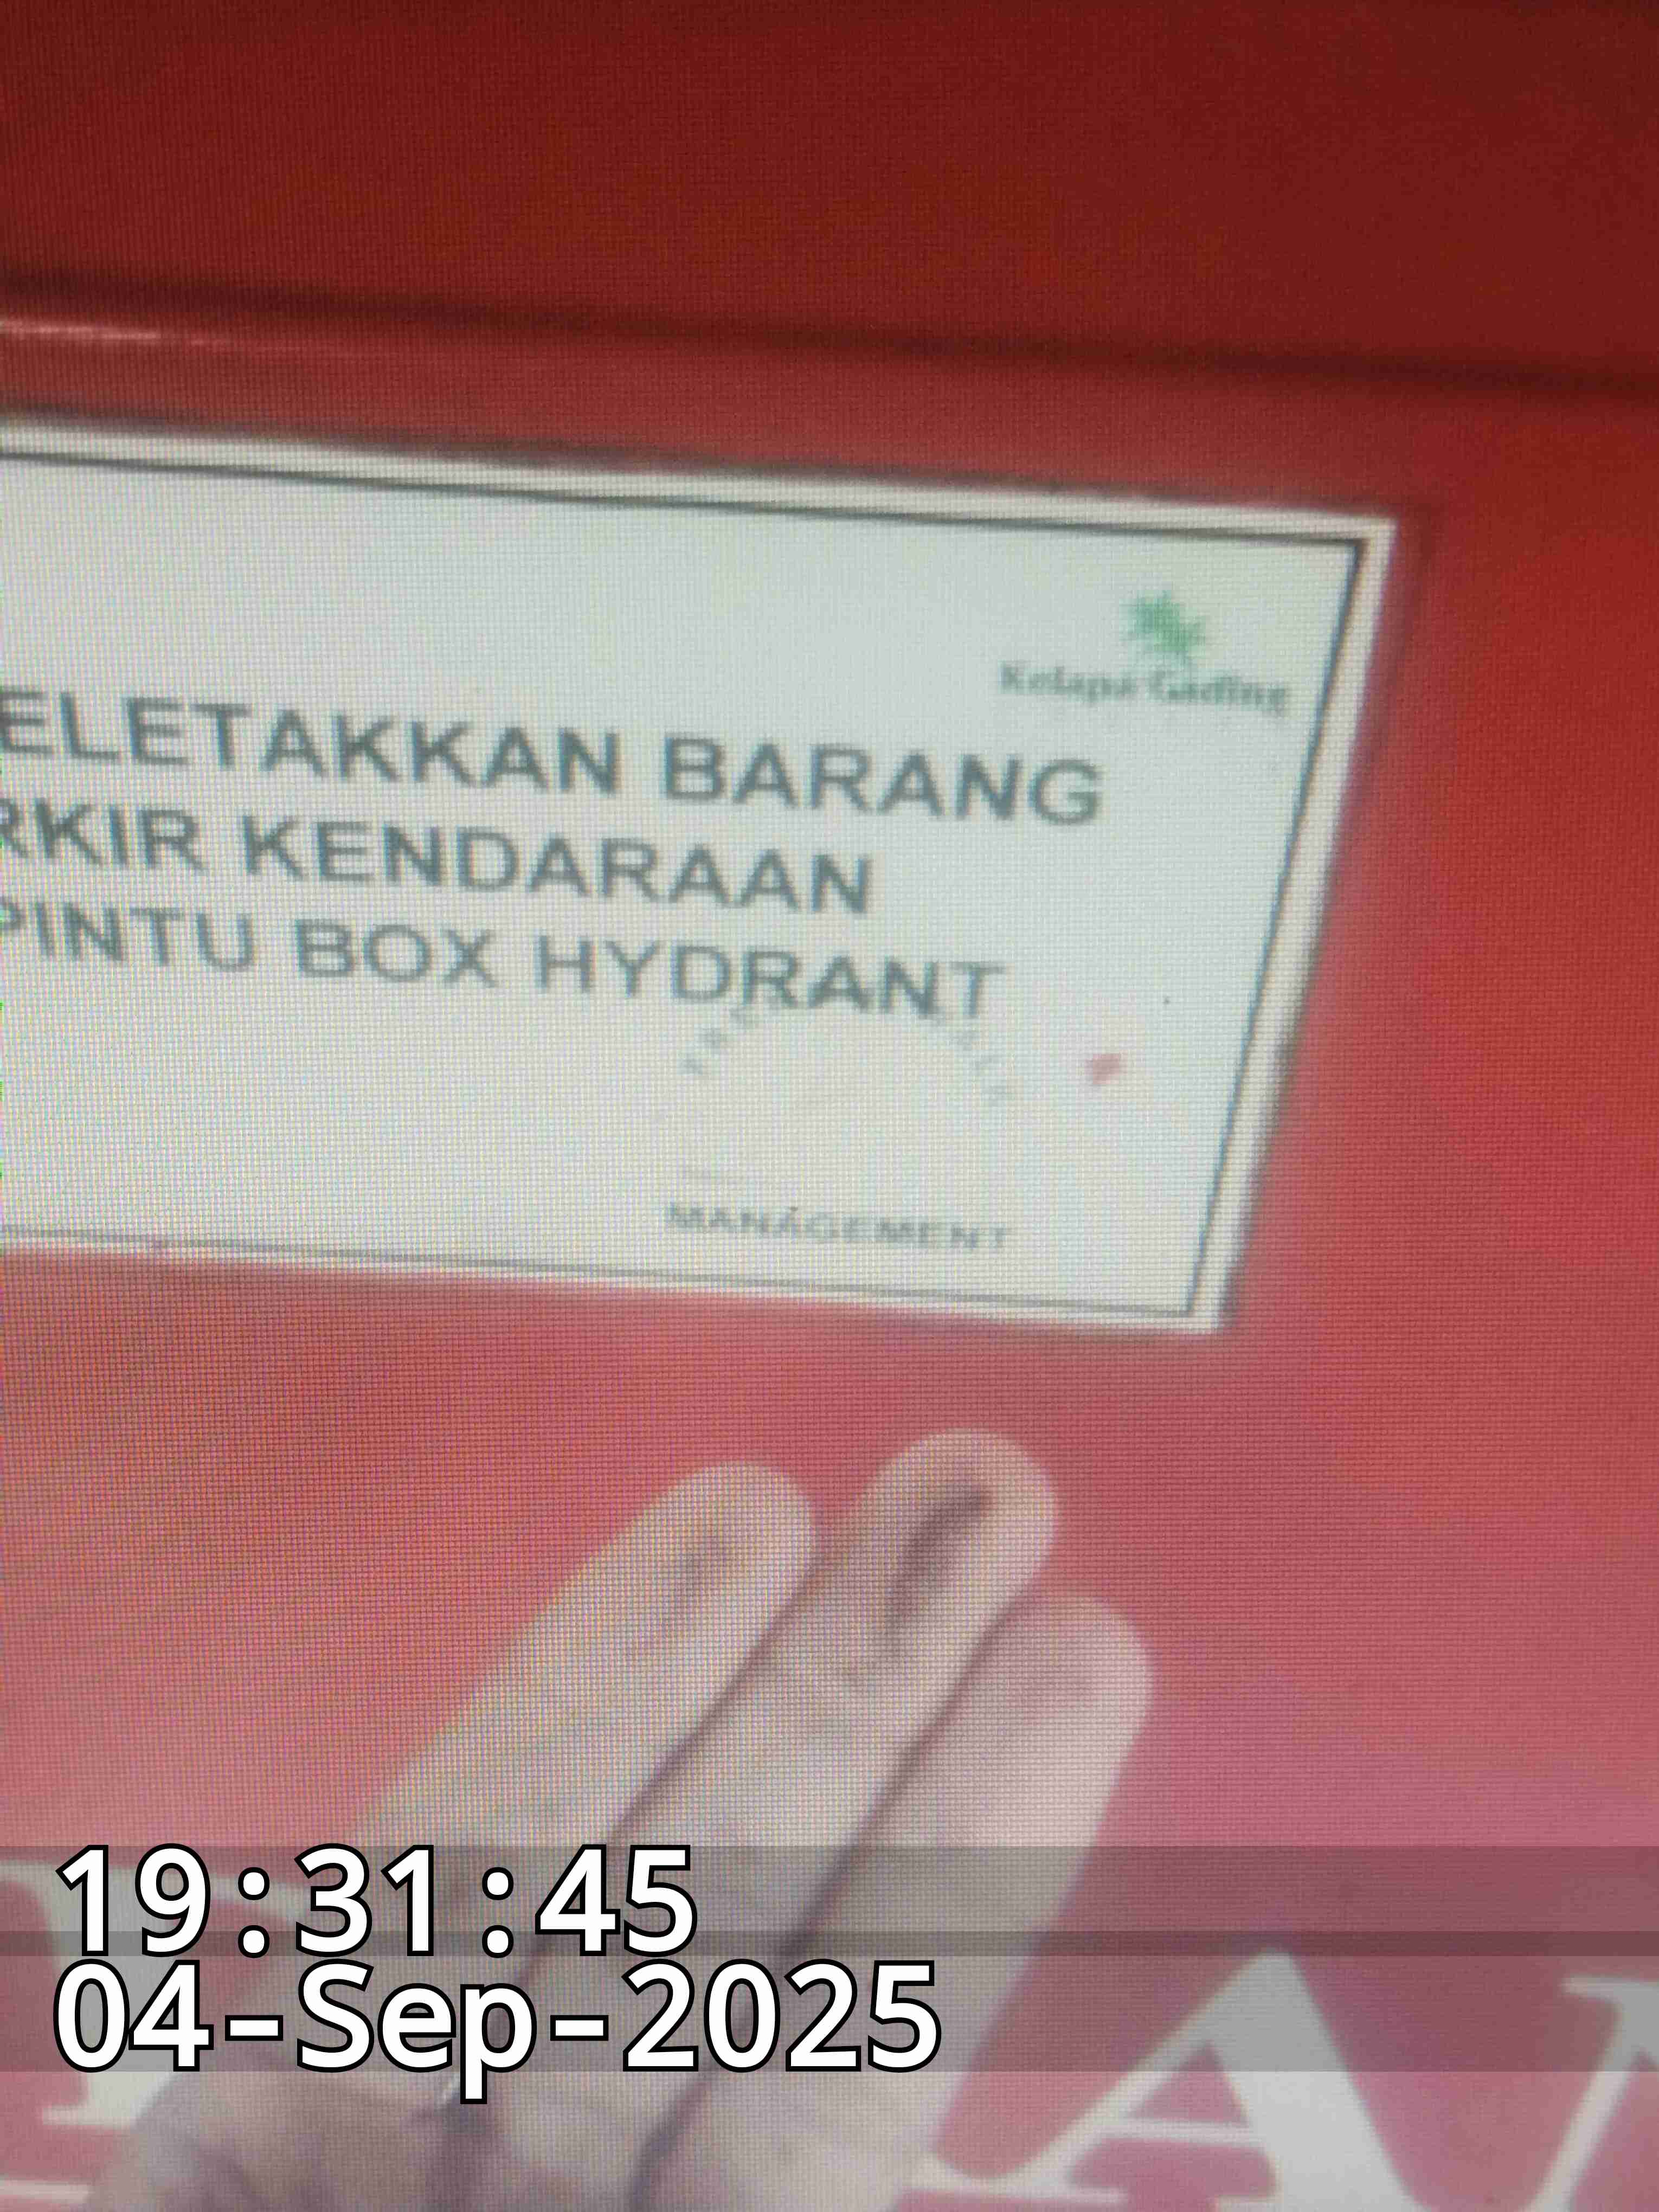 Kelapa Gading
ELETAKKAN BARANG
RKIR KENDARAAN
PINTU BOX HYDRANT
MANAGEMENT
19:31:45
04-Sep-2025